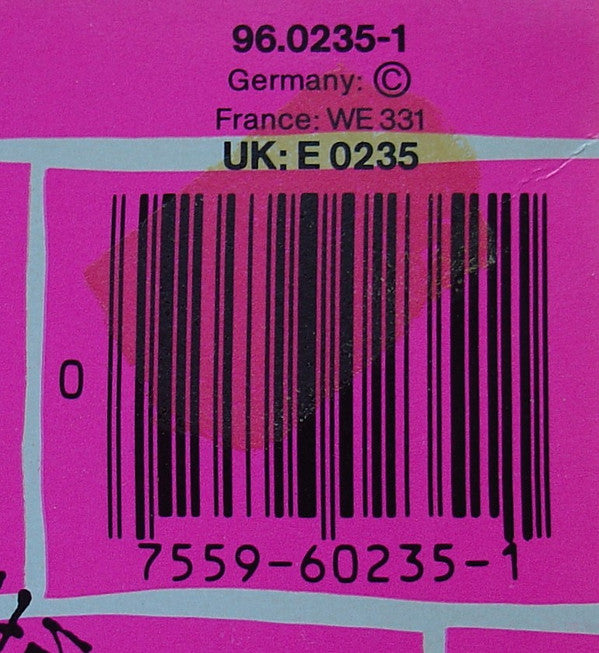 96.0235-1
Germany: Ⓒ
France: WE 331
UK: E 0235
0
7559-60235-1